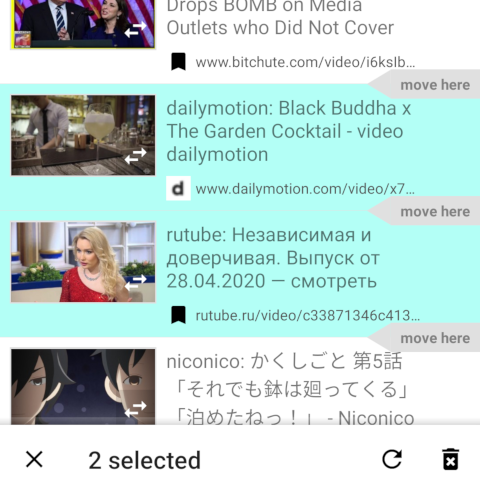 Drops BOMB on Media
Outlets who Did Not Cover
www.bitchute.com/video/i6ksIb…
move here
dailymotion: Black Buddha x
The Garden Cocktail - video
dailymotion
d www.dailymotion.com/video/x7…
move here
rutube: Независимая и
доверчивая. Выпуск от
28.04.2020 — смотреть
rutube.ru/video/c33871346c413…
move here
niconico: かくしごと 第5話
「それでも鉢は廻ってくる」
「泊めたねっ！」 - Niconico
2 selected